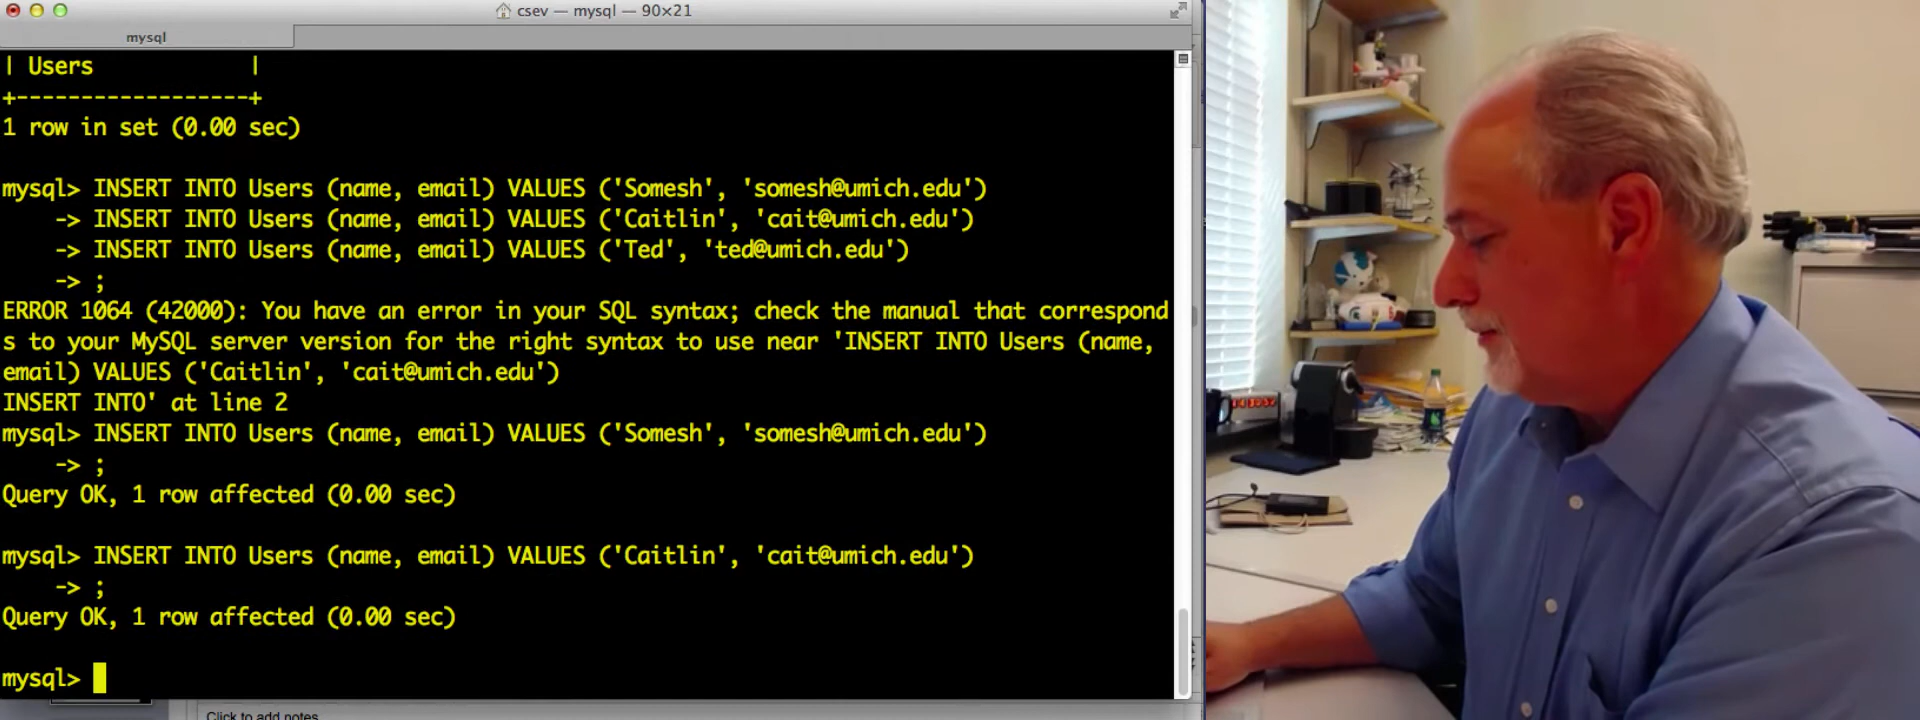 csev — mysql — 90×21
mysql
| Users            |
+------------------+
1 row in set (0.00 sec)
mysql> INSERT INTO Users (name, email) VALUES ('Somesh', 'somesh@umich.edu')
    -> INSERT INTO Users (name, email) VALUES ('Caitlin', 'cait@umich.edu')
    -> INSERT INTO Users (name, email) VALUES ('Ted', 'ted@umich.edu')
    -> ;
ERROR 1064 (42000): You have an error in your SQL syntax; check the manual that correspond
s to your MySQL server version for the right syntax to use near 'INSERT INTO Users (name,
email) VALUES ('Caitlin', 'cait@umich.edu')
INSERT INTO' at line 2
mysql> INSERT INTO Users (name, email) VALUES ('Somesh', 'somesh@umich.edu')
    -> ;
Query OK, 1 row affected (0.00 sec)
mysql> INSERT INTO Users (name, email) VALUES ('Caitlin', 'cait@umich.edu')
    -> ;
Query OK, 1 row affected (0.00 sec)
mysql>
Click to add notes